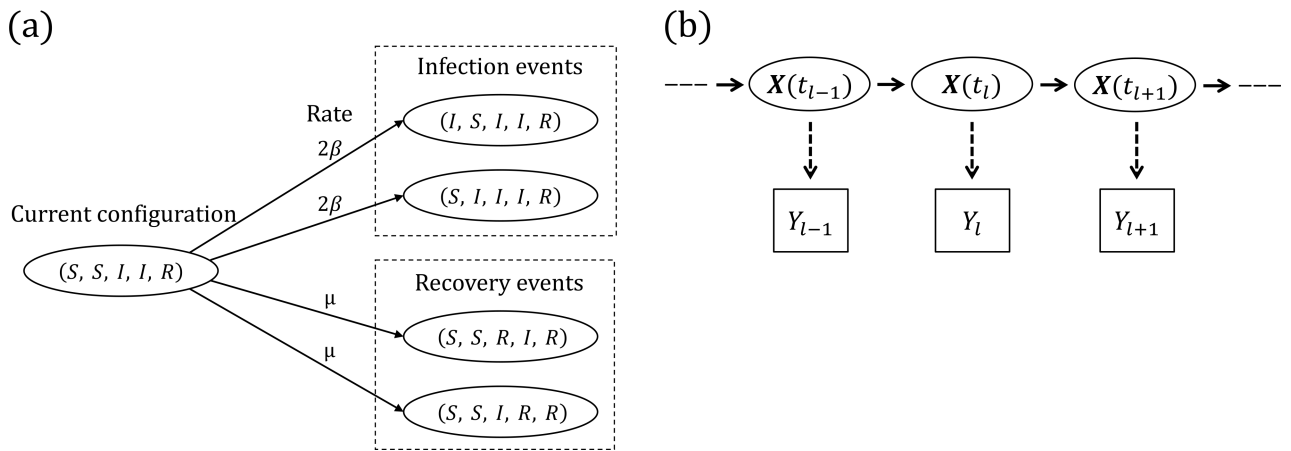 (a)
Infection events
Rate
(I, S, I, I, R)
2β
2β
(S, I, I, I, R)
Current configuration
(S, S, I, I, R)
Recovery events
μ
(S, S, R, I, R)
μ
(S, S, I, R, R)
(b)
X(t_{l−1})
X(t_l)
X(t_{l+1})
Y_{l−1}
Y_l
Y_{l+1}